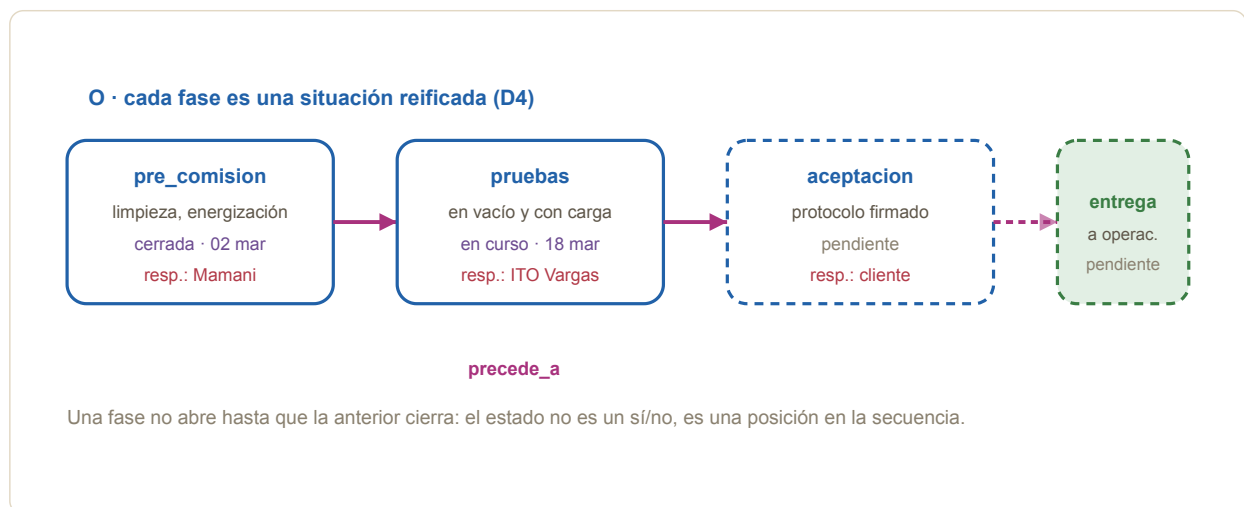 O · cada fase es una situación reificada (D4)
pre_comision
limpieza, energización
cerrada · 02 mar
resp.: Mamani
pruebas
en vacío y con carga
en curso · 18 mar
resp.: ITO Vargas
aceptacion
protocolo firmado
pendiente
resp.: cliente
entrega
a operac.
pendiente
precede_a
Una fase no abre hasta que la anterior cierra: el estado no es un sí/no, es una posición en la secuencia.